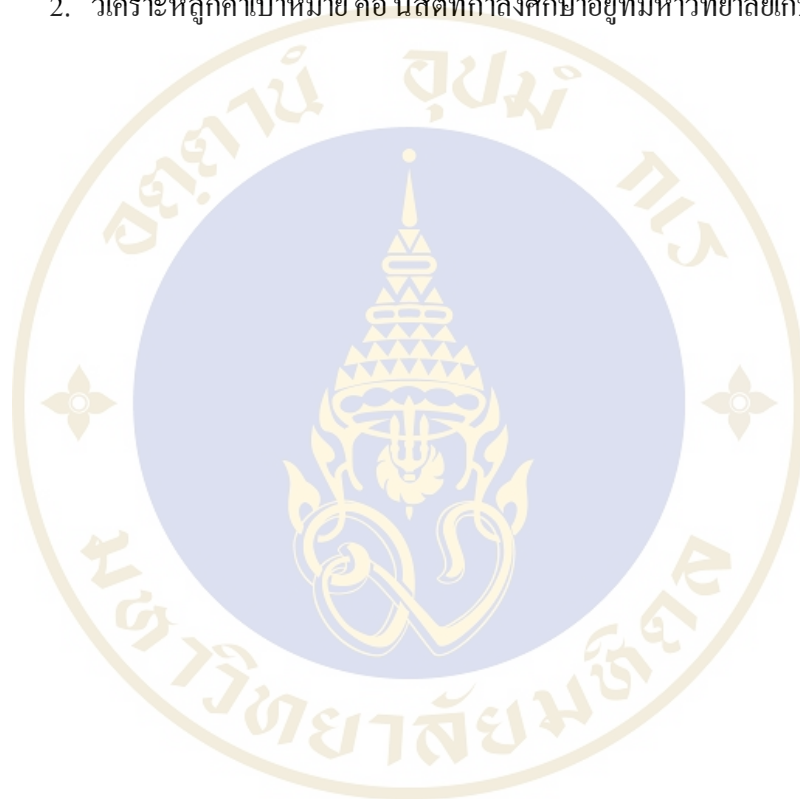 2. วิเคราะห์ลูกค้าเป้าหมาย คือ นิสิตที่กำลังศึกษาอยู่ที่มหาวิทยาลัย
อตฺตานํ อุปมํ กเร
มหาวิทยาลัยมหิดล